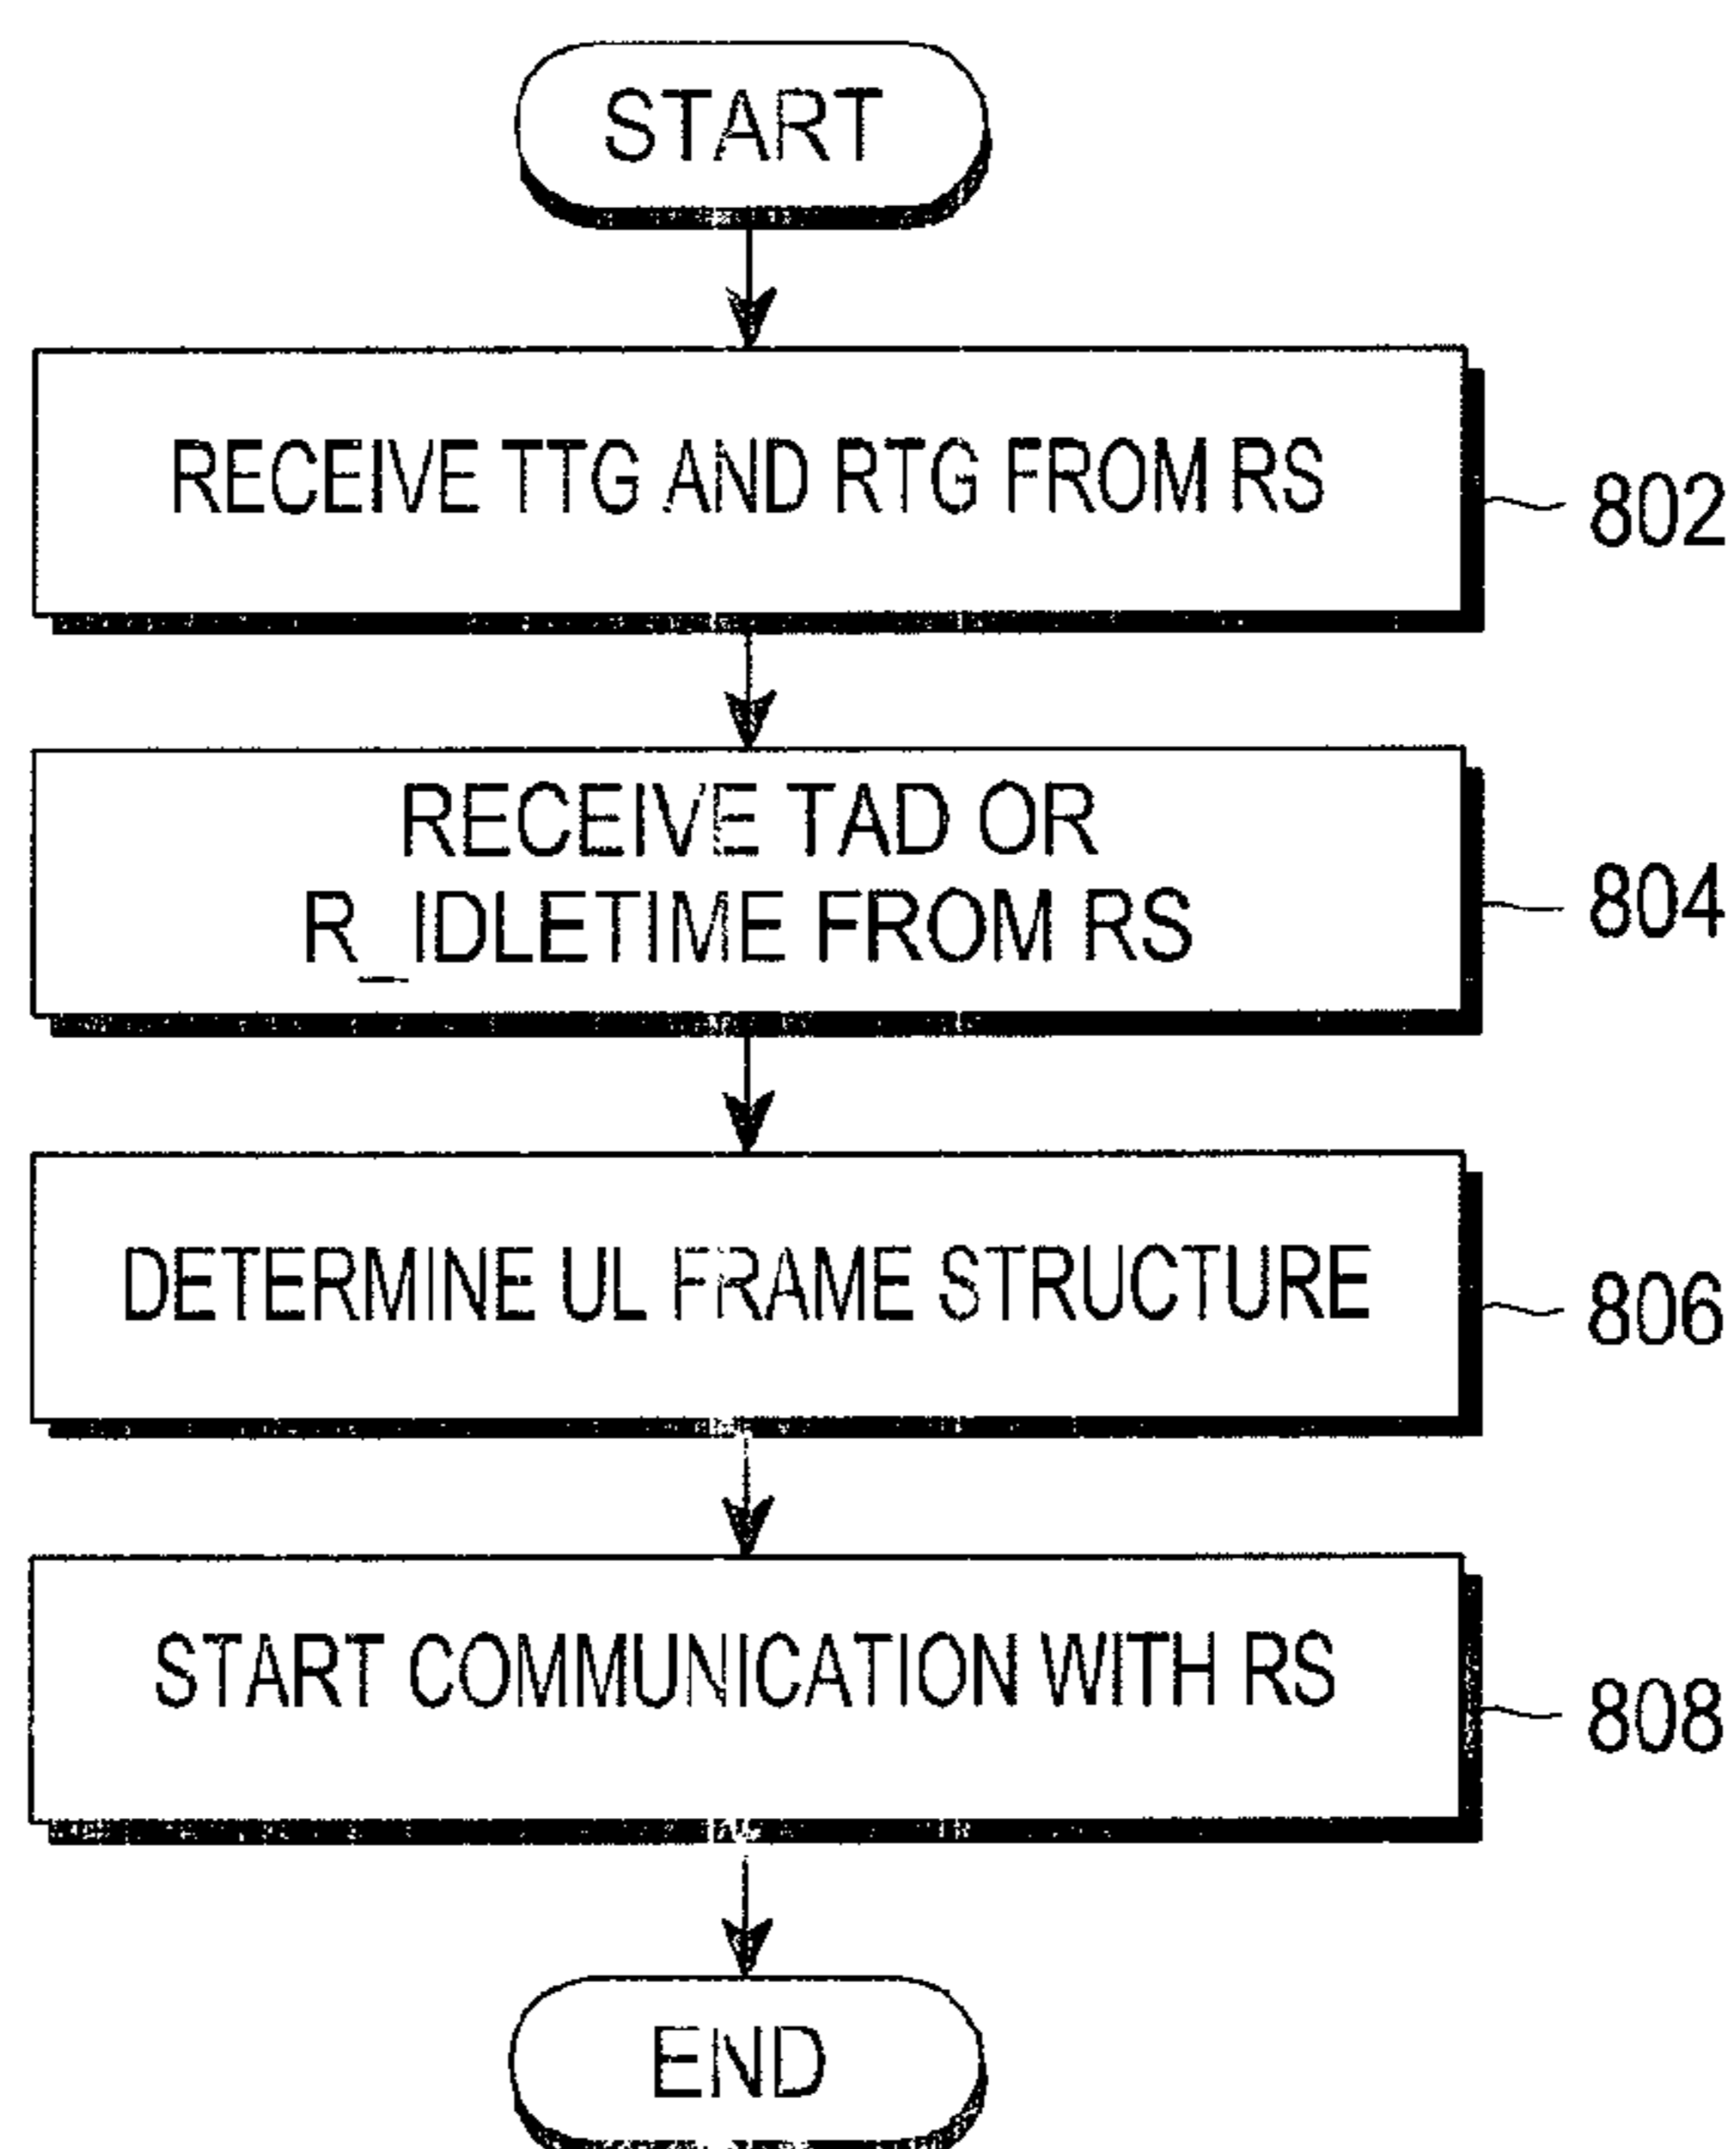 START
RECEIVE TTG AND RTG FROM RS
802
RECEIVE TAD OR
R_IDLETIME FROM RS
804
DETERMINE UL FRAME STRUCTURE
806
START COMMUNICATION WITH RS
808
END